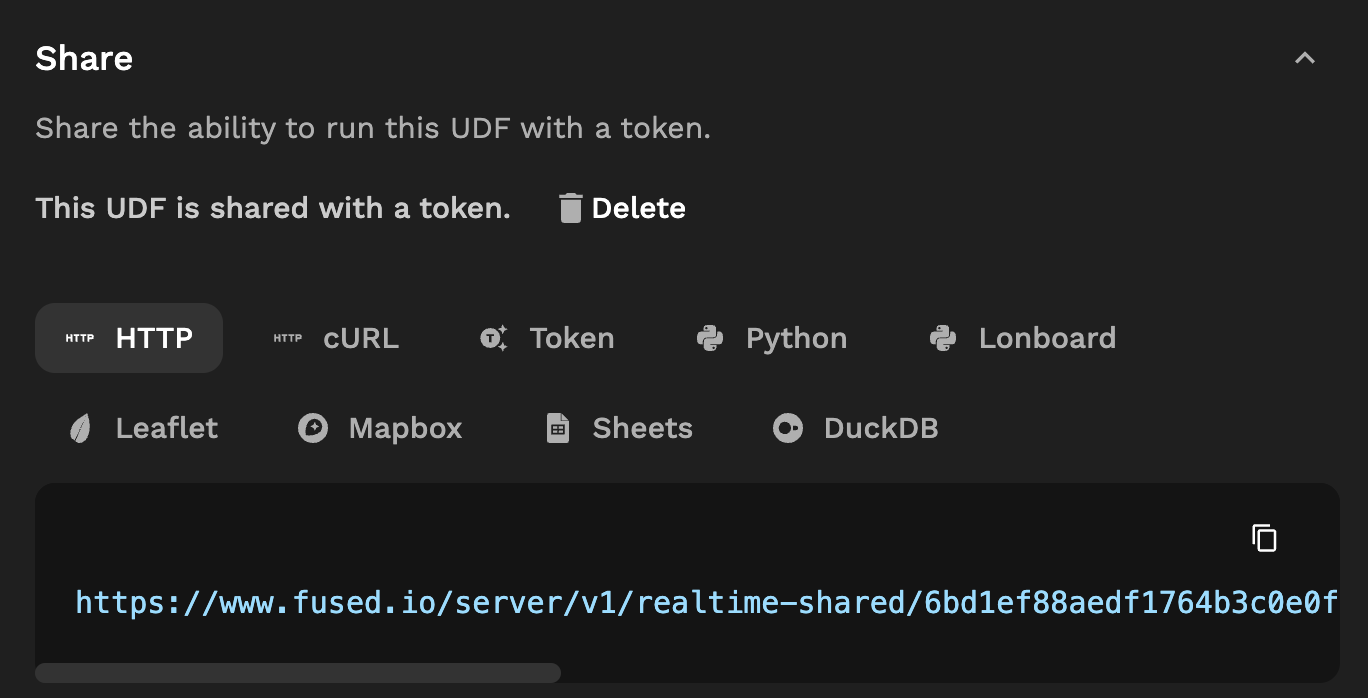 Share
Share the ability to run this UDF with a token.
This UDF is shared with a token. Delete
HTTP HTTP HTTP cURL T Token Python Lonboard
Leaflet Mapbox Sheets DuckDB
https://www.fused.io/server/v1/realtime-shared/6bd1ef88aedf1764b3c0e0f